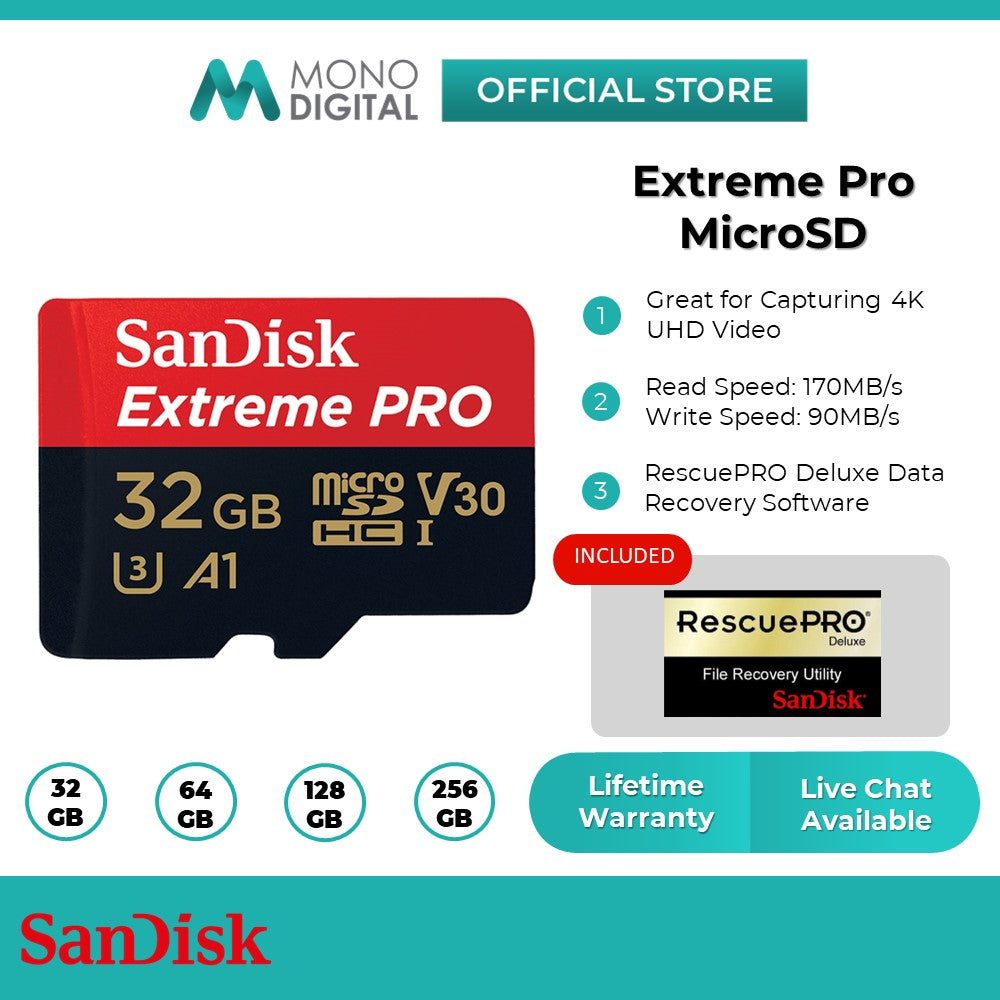 MONO
DIGITAL
OFFICIAL STORE
Extreme Pro
MicroSD
1
Great for Capturing 4K
UHD Video
2
Read Speed: 170MB/s
Write Speed: 90MB/s
3
RescuePRO Deluxe Data
Recovery Software
SanDisk
Extreme PRO
32GB
micro SD HC I V30
U3 A1
INCLUDED
RescuePRO®
Deluxe
File Recovery Utility
SanDisk
32
GB
64
GB
128
GB
256
GB
Lifetime
Warranty
Live Chat
Available
SanDisk